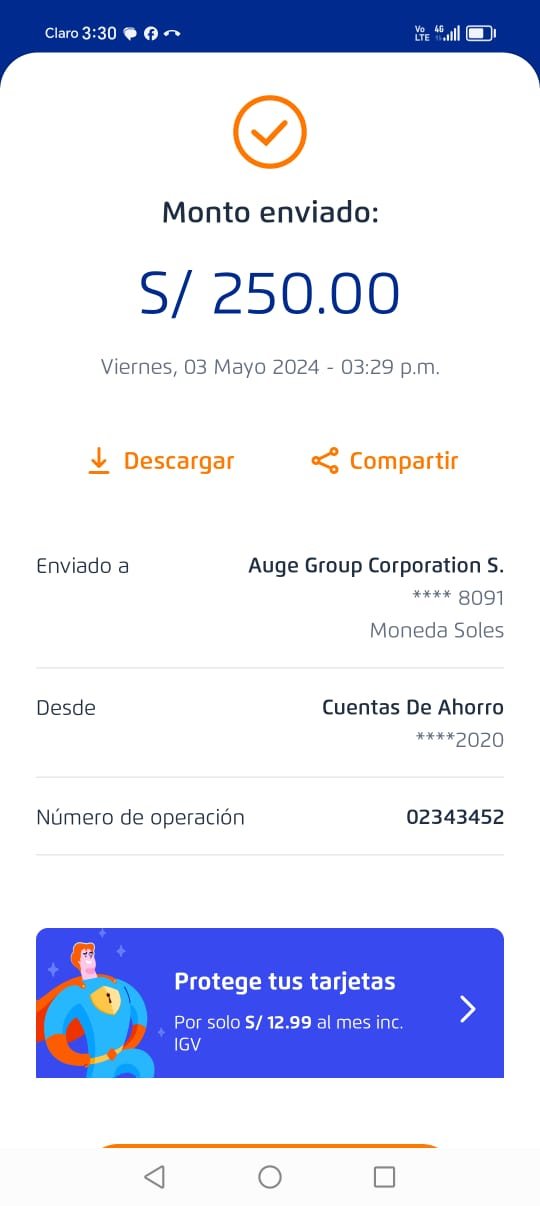 Claro 3:30
Vo LTE 4G
Monto enviado:
S/ 250.00
Viernes, 03 Mayo 2024 - 03:29 p.m.
Descargar Compartir
Enviado a Auge Group Corporation S.
**** 8091
Moneda Soles
Desde Cuentas De Ahorro
****2020
Número de operación 02343452
Protege tus tarjetas
Por solo S/ 12.99 al mes inc.
IGV